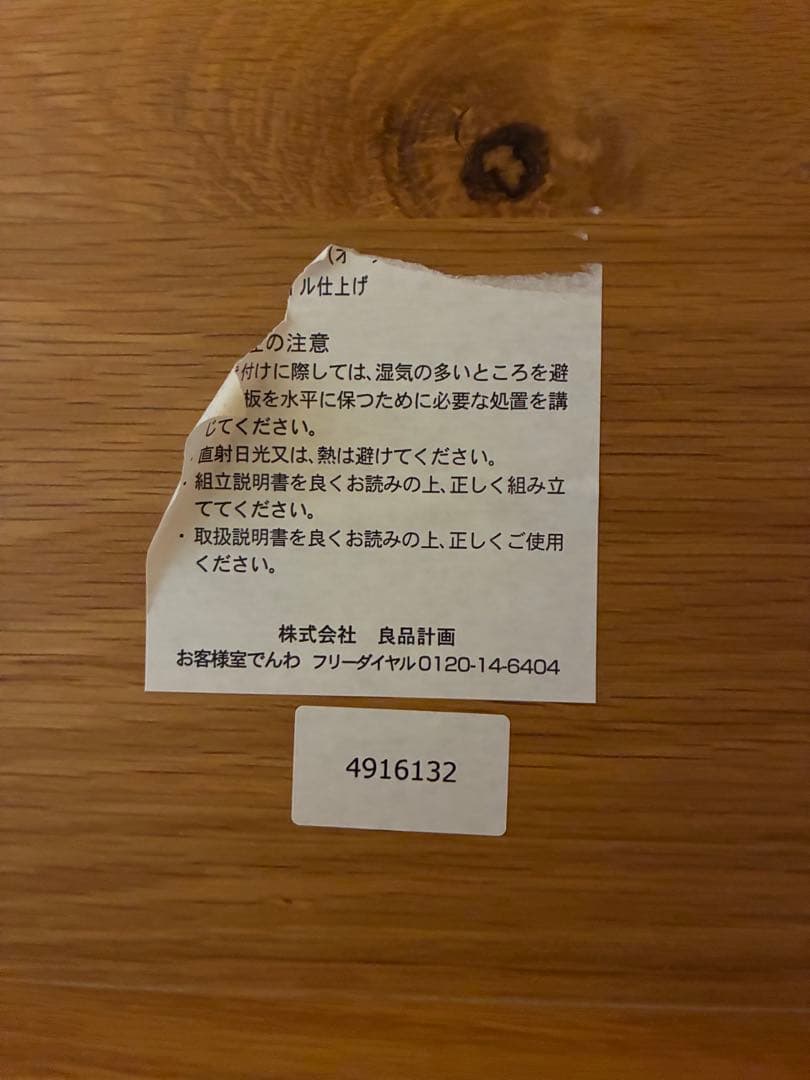 (オ
ル仕上げ
の注意
付けに際しては、湿気の多いところを避
板を水平に保つために必要な処置を講
じてください。
直射日光又は、熱は避けてください。
・ 組立説明書を良くお読みの上、正しく組み立
ててください。
・ 取扱説明書を良くお読みの上、正しくご使用
ください。
株式会社 良品計画
お客様室でんわ フリーダイヤル0120-14-6404
4916132